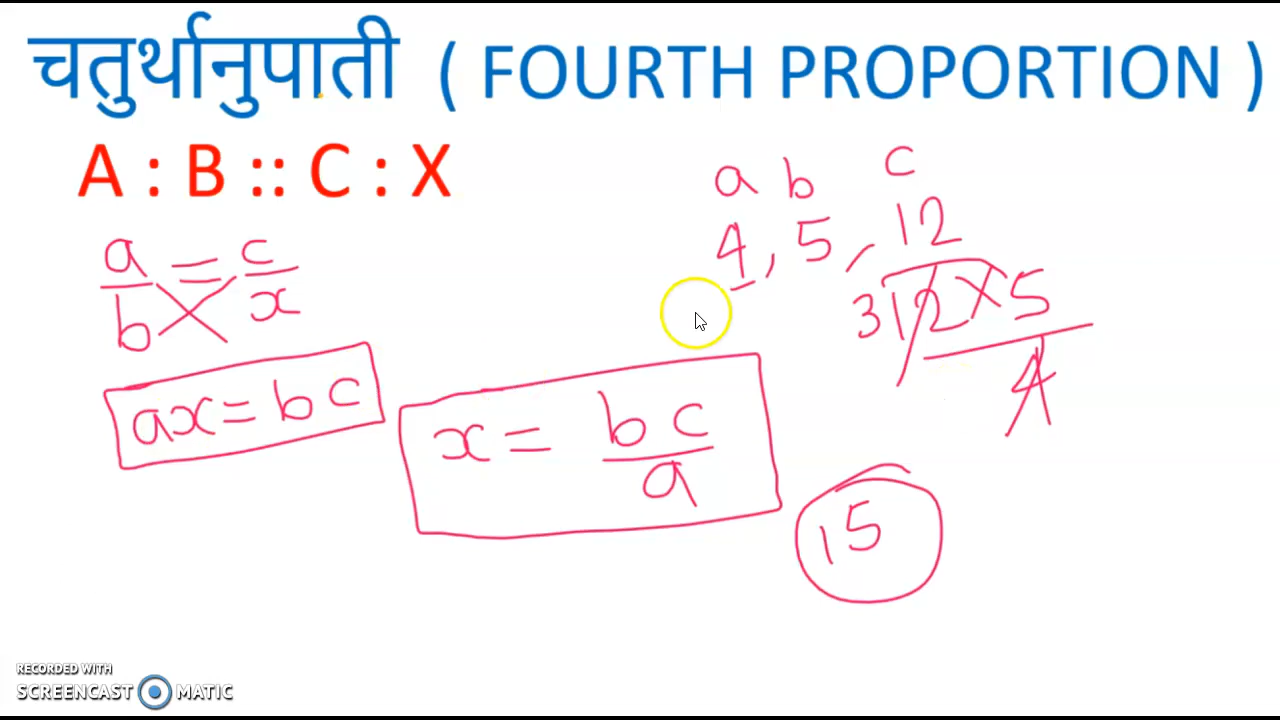 चतुर्थानुपाती ( FOURTH PROPORTION )
A : B :: C : X
a b c
4, 5, 12
a/b = c/x
3 12 × 5
4
ax = bc
x = bc/a
15
RECORDED WITH
SCREENCAST MATIC